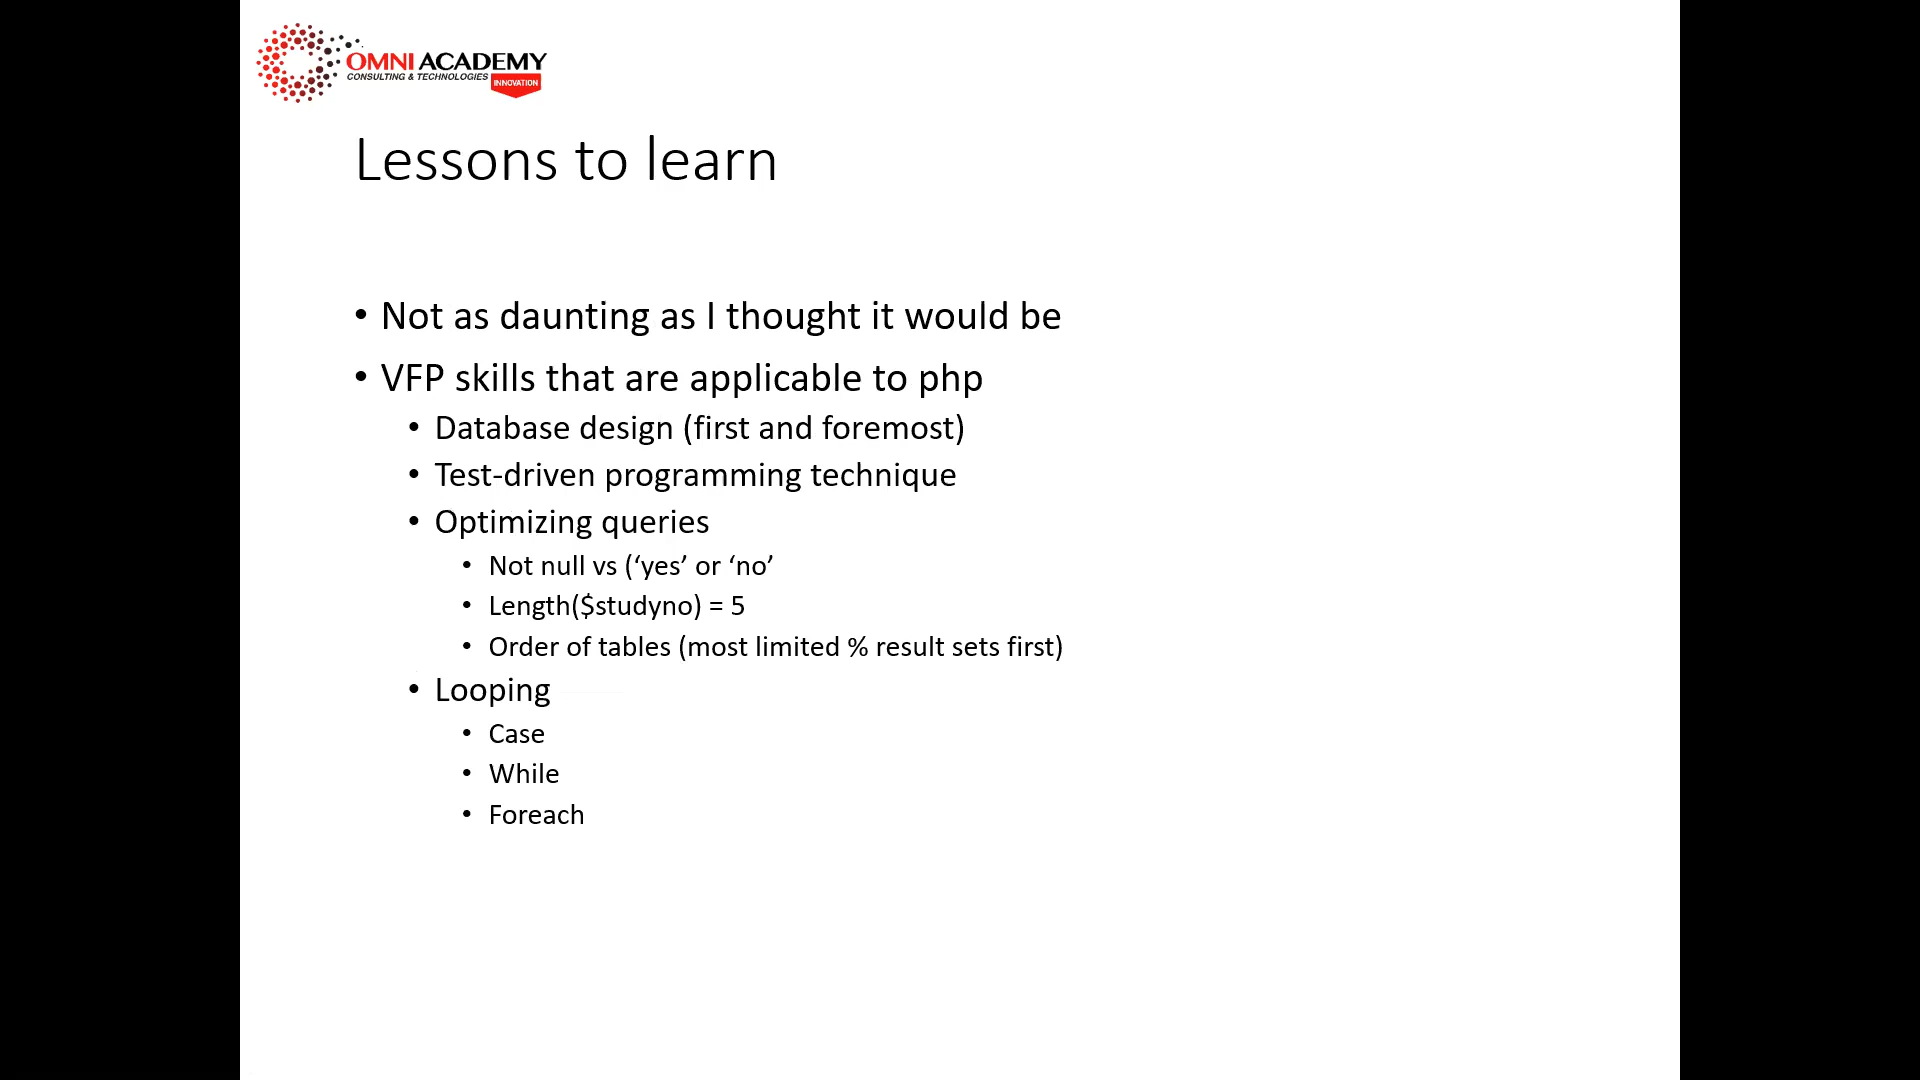 OMNI ACADEMY
CONSULTING & TECHNOLOGIES
INNOVATION
Lessons to learn
• Not as daunting as I thought it would be
• VFP skills that are applicable to php
• Database design (first and foremost)
• Test-driven programming technique
• Optimizing queries
• Not null vs (‘yes’ or ‘no’
• Length($studyno) = 5
• Order of tables (most limited % result sets first)
• Looping
• Case
• While
• Foreach